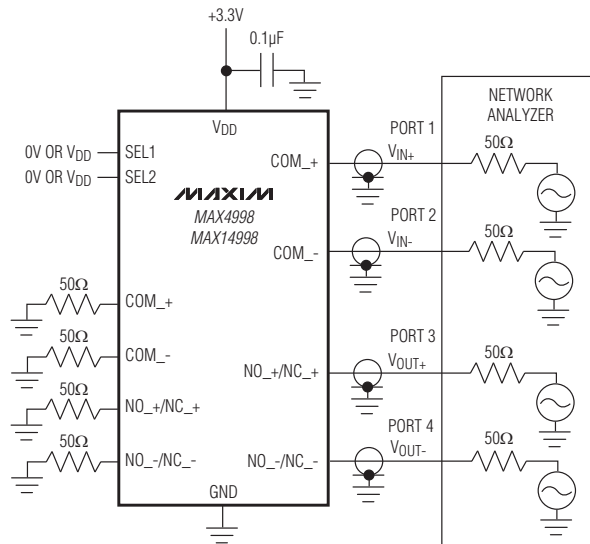 +3.3V
0.1μF
VDD
NETWORK
ANALYZER
0V OR VDD
SEL1
0V OR VDD
SEL2
MAXIM
MAX4998
MAX14998
COM_+
PORT 1
VIN+
50Ω
COM_-
PORT 2
VIN-
50Ω
50Ω
COM_+
50Ω
COM_-
50Ω
NO_+/NC_+
50Ω
NO_-/NC_-
NO_+/NC_+
PORT 3
VOUT+
50Ω
NO_-/NC_-
PORT 4
VOUT-
50Ω
GND